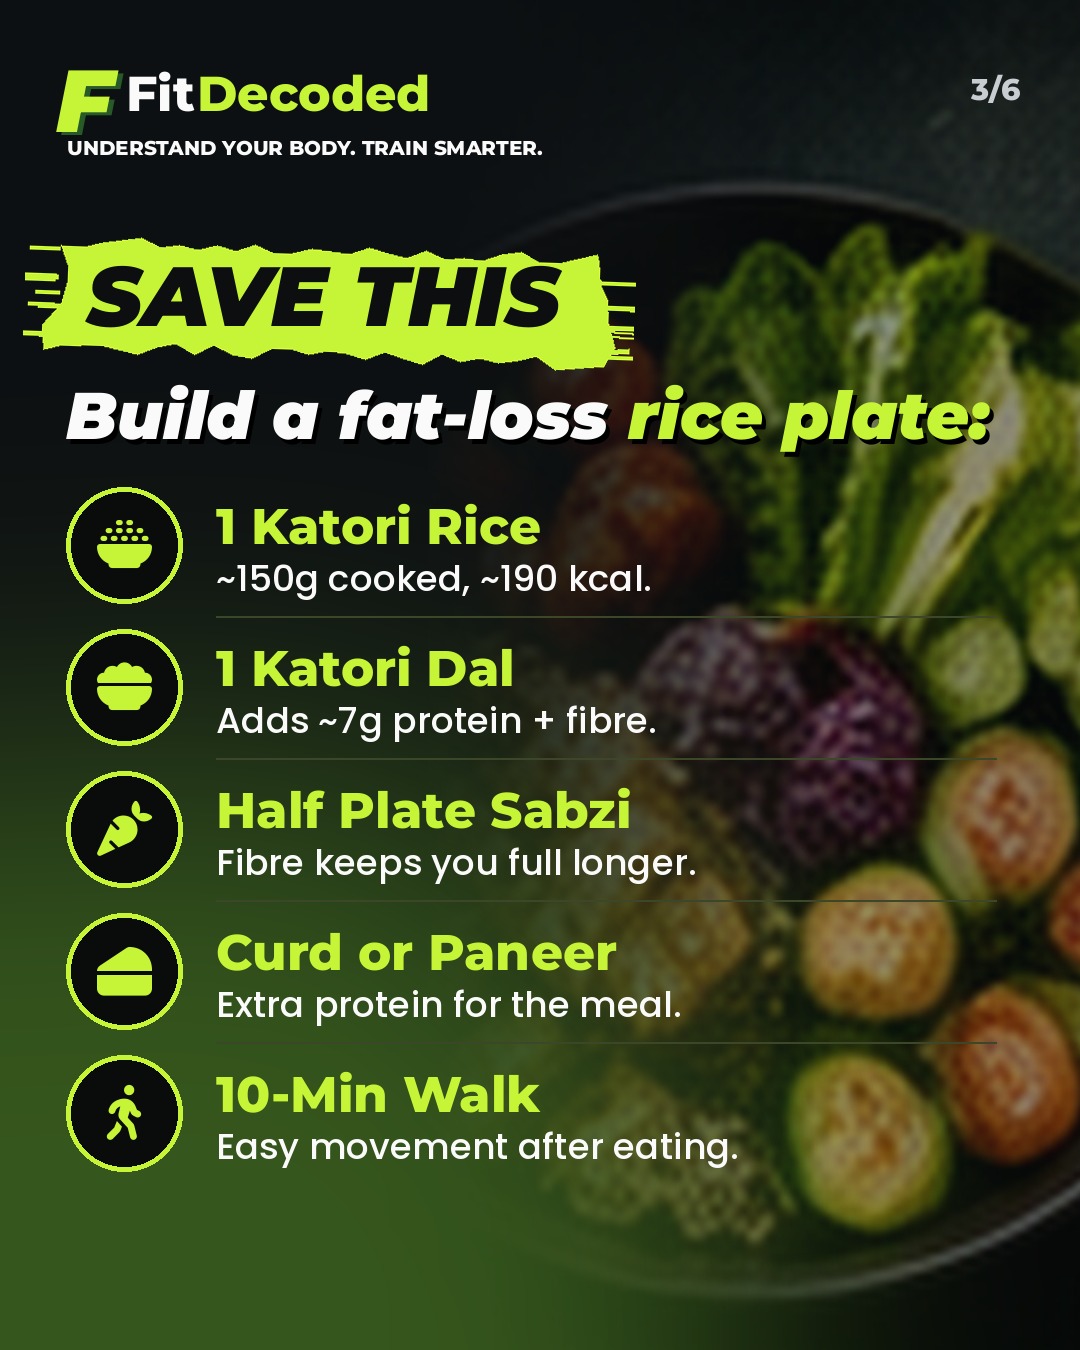 FitDecoded
3/6
UNDERSTAND YOUR BODY. TRAIN SMARTER.
SAVE THIS
Build a fat-loss rice plate:
1 Katori Rice
~150g cooked, ~190 kcal.
1 Katori Dal
Adds ~7g protein + fibre.
Half Plate Sabzi
Fibre keeps you full longer.
Curd or Paneer
Extra protein for the meal.
10-Min Walk
Easy movement after eating.